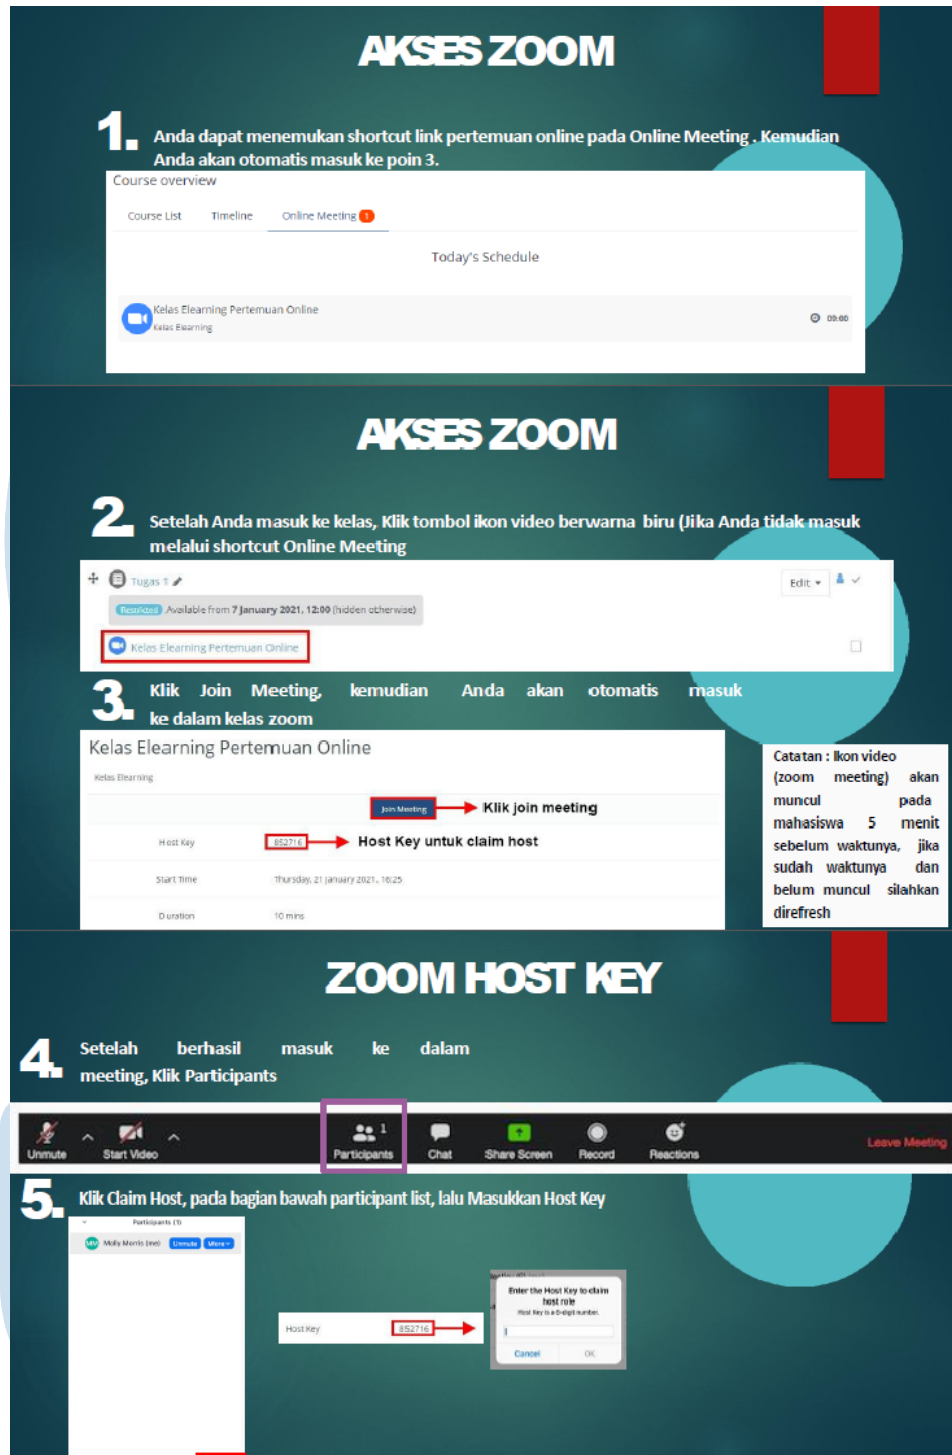 AKSES ZOOM
1. Anda dapat menemukan shortcut link pertemuan online pada Online Meeting . Kemudian
Anda akan otomatis masuk ke poin 3.
Course overview
Course List Timeline Online Meeting 1
Today's Schedule
Kelas Elearning Pertemuan Online
Kelas Elearning
09:00
AKSES ZOOM
2. Setelah Anda masuk ke kelas, Klik tombol ikon video berwarna biru (Jika Anda tidak masuk
melalui shortcut Online Meeting
Tugas 1
Edit
Restricted Available from 7 January 2021, 12:00 (hidden otherwise)
Kelas Elearning Pertemuan Online
3. Klik Join Meeting, kemudian Anda akan otomatis masuk
ke dalam kelas zoom
Kelas Elearning Pertemuan Online
Kelas Elearning
Join Meeting Klik join meeting
Host Key 852716 Host Key untuk claim host
Start Time Thursday, 21 January 2021, 16:25
Duration 10 mins
Catatan : Ikon video
(zoom meeting) akan
muncul pada
mahasiswa 5 menit
sebelum waktunya, jika
sudah waktunya dan
belum muncul silahkan
direfresh
ZOOM HOST KEY
4. Setelah berhasil masuk ke dalam
meeting, Klik Participants
Unmute Start Video Participants 1 Chat Share Screen Record Reactions Leave Meeting
5. Klik Claim Host, pada bagian bawah participant list, lalu Masukkan Host Key
Participants (1)
MM Molly Morris (me) Unmute More
Host Key 852716
Enter the Host Key to claim
host role
Host Key is a 6-digit number.
Cancel OK